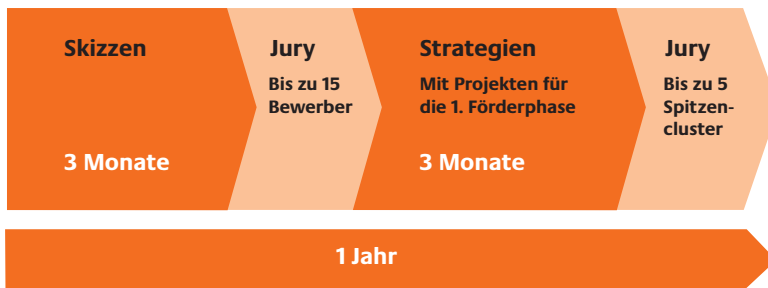 Skizzen
3 Monate
Jury
Bis zu 15
Bewerber
Strategien
Mit Projekten für
die 1. Förderphase
3 Monate
Jury
Bis zu 5
Spitzen-
cluster
1 Jahr